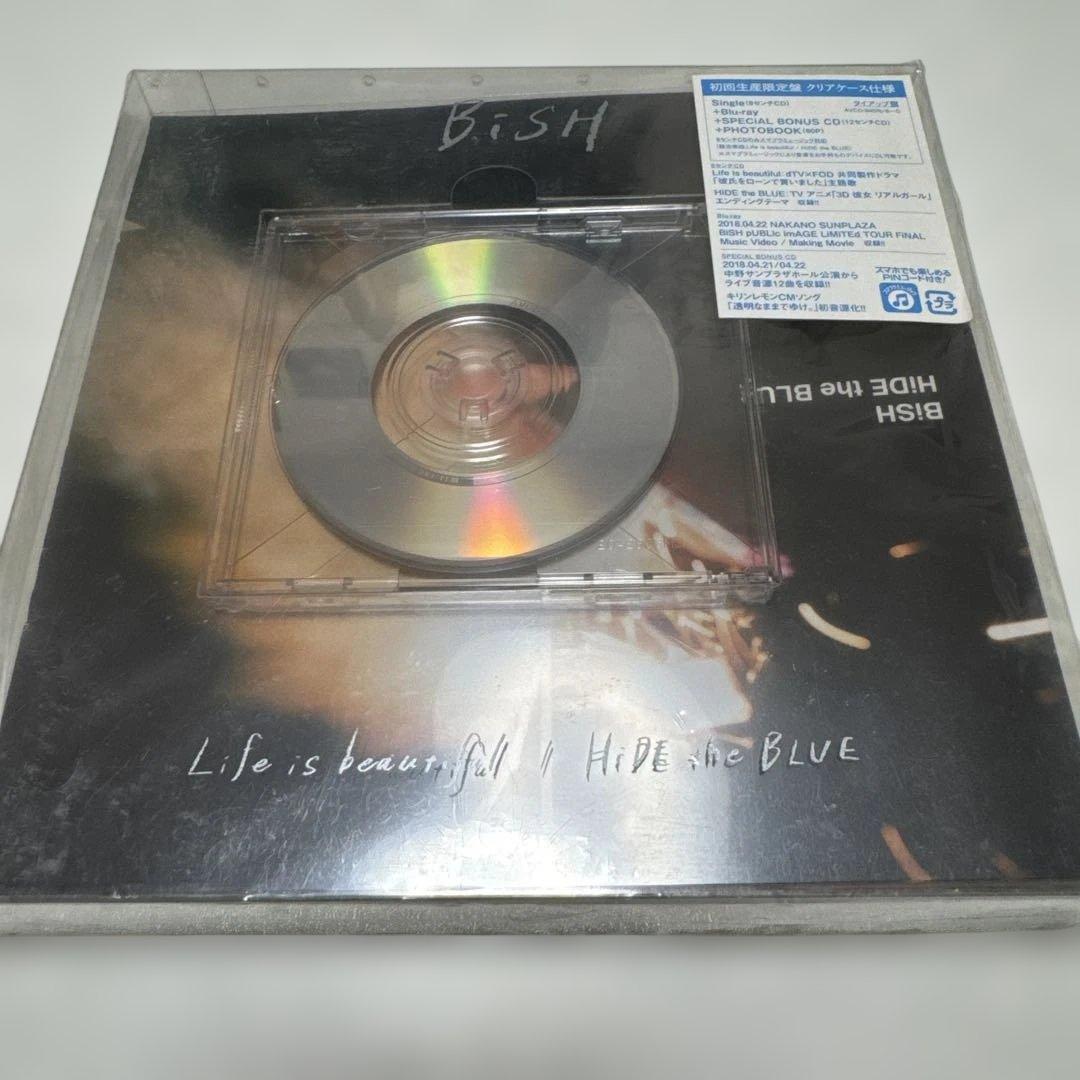 BiSH
初回生産限定盤 クリアケース仕様
Single(8センチCD)
タイアップ盤
+Blu-ray
+SPECiAL BONUS CD(12センチCD)
+PHOTOBOOK(60P)
8センチCD
Life is beautiful:dTV×FOD 共同製作ドラマ
「彼氏をローンで買いました」主題歌
HiDE the BLUE:TV アニメ「3D 彼女 リアルガール」
エンディングテーマ 収録!!
Blu-ray
2018.04.22 NAKANO SUNPLAZA
BiSH pUBLic imAGE LiMiTEd TOUR FiNAL
Music Video / Making Movie 収録!!
SPECiAL BONUS CD
2018.04.21/04.22
中野サンプラザホール公演から
ライブ音源12曲を収録!!
キリンレモンCMソング
「透明なままでゆけ。」初音源化!!
スマホでも楽しめる
PINコード付き!
プラ
BiSH
HiDE the BLUE
Life is beautiful // HiDE the BLUE